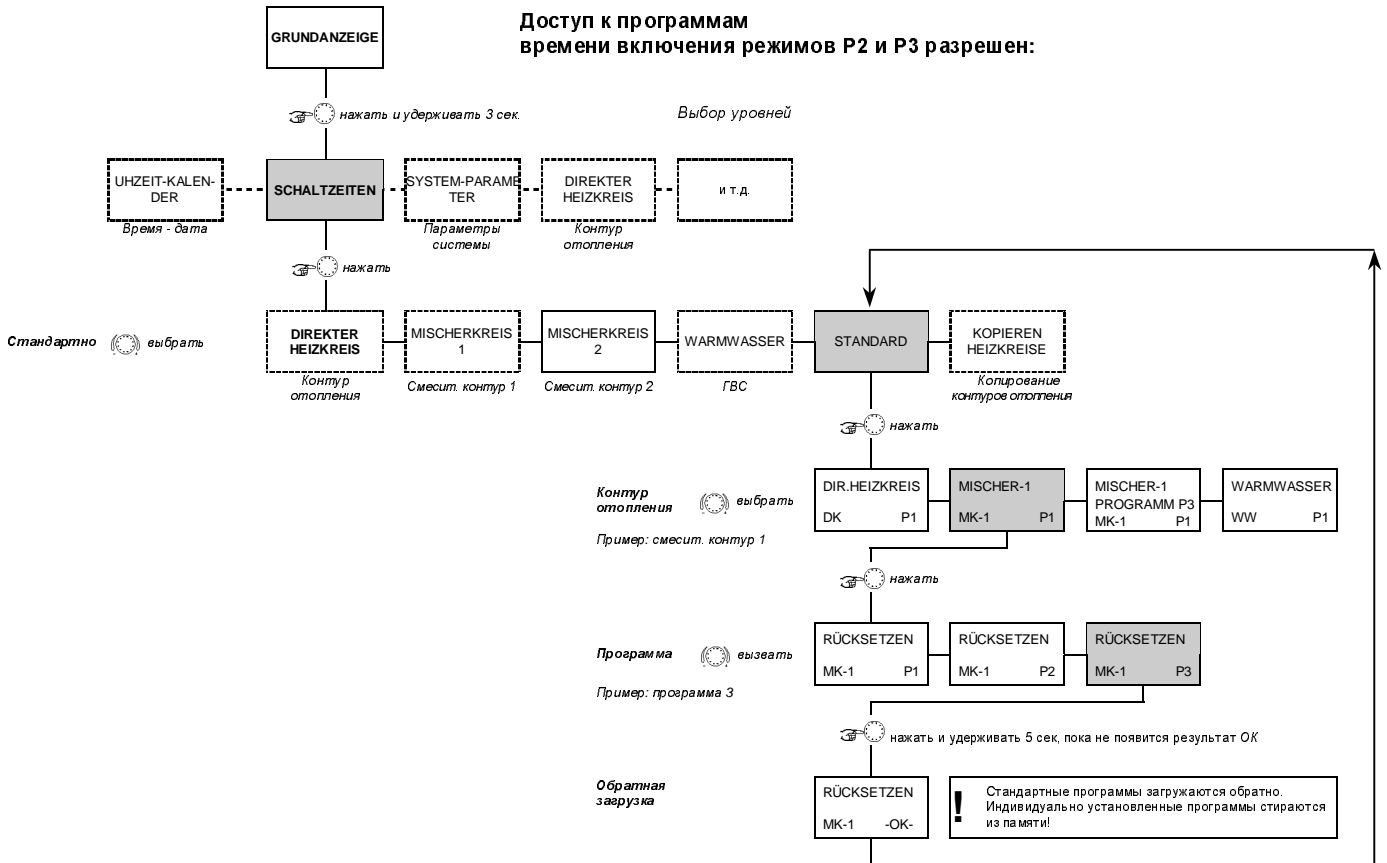 Доступ к программам
времени включения режимов P2 и P3 разрешен:
GRUNDANZEIGE
нажать и удерживать 3 сек.
Выбор уровней
UHZEIT-KALEN-
DER
SCHALTZEITEN
SYSTEM-PARAME
TER
DIREKTER
HEIZKREIS
и т.д.
Время - дата
Параметры
системы
Контур
отопления
нажать
Стандартно
выбрать
DIREKTER
HEIZKREIS
MISCHERKREIS
1
MISCHERKREIS
2
WARMWASSER
STANDARD
KOPIEREN
HEIZKREISE
Контур
отопления
Смесит. контур 1
Смесит. контур 2
ГВС
Копирование
контуров отопления
нажать
Контур
отопления
выбрать
Пример: смесит. контур 1
DIR.HEIZKREIS
DK P1
MISCHER-1
MK-1 P1
MISCHER-1
PROGRAMM P3
MK-1 P1
WARMWASSER
WW P1
нажать
Программа
вызвать
Пример: программа 3
RÜCKSETZEN
MK-1 P1
RÜCKSETZEN
MK-1 P2
RÜCKSETZEN
MK-1 P3
нажать и удерживать 5 сек, пока не появится результат ОК
Обратная
загрузка
RÜCKSETZEN
MK-1 -OK-
! Стандартные программы загружаются обратно.
Индивидуально установленные программы стираются
из памяти!